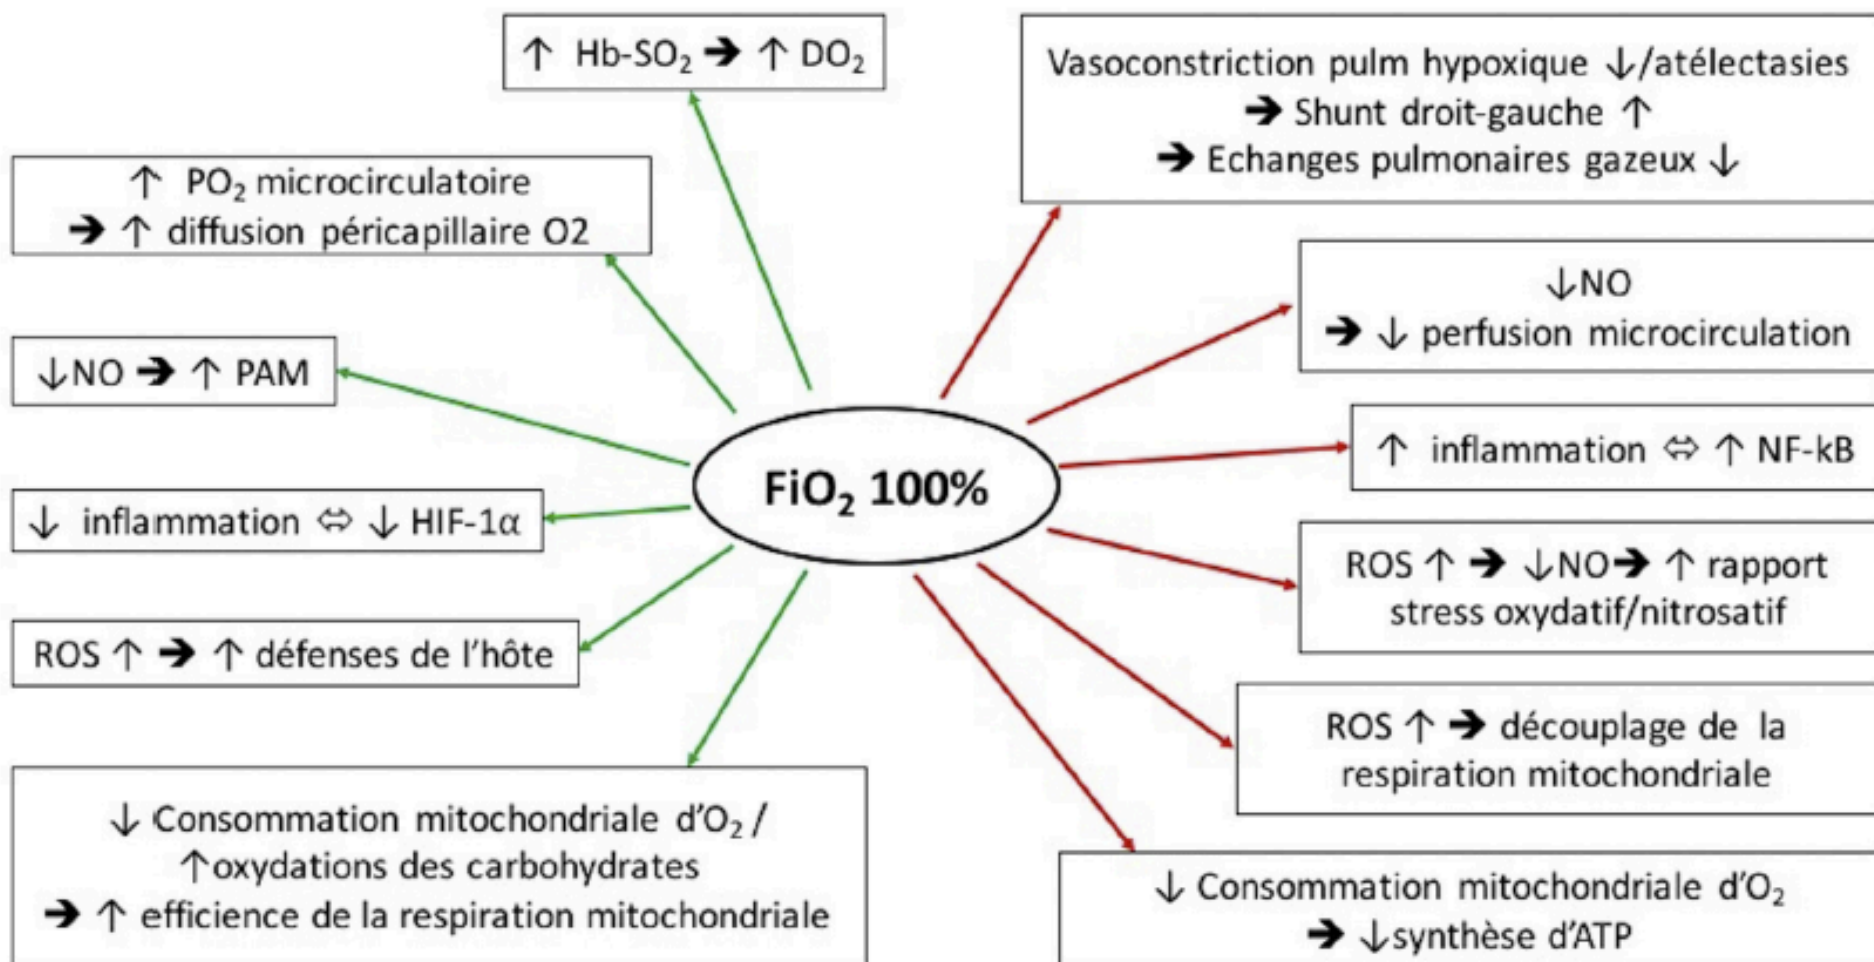 ↑ Hb-SO₂ ➔ ↑ DO₂
↑ PO₂ microcirculatoire
➔ ↑ diffusion péricapillaire O2
↓NO ➔ ↑ PAM
↓ inflammation ⇔ ↓ HIF-1α
ROS ↑ ➔ ↑ défenses de l'hôte
↓ Consommation mitochondriale d'O₂ /
↑oxydations des carbohydrates
➔ ↑ efficience de la respiration mitochondriale
FiO₂ 100%
Vasoconstriction pulm hypoxique ↓/atélectasies
➔ Shunt droit-gauche ↑
➔ Echanges pulmonaires gazeux ↓
↓NO
➔ ↓ perfusion microcirculation
↑ inflammation ⇔ ↑ NF-kB
ROS ↑ ➔ ↓NO➔ ↑ rapport
stress oxydatif/nitrosatif
ROS ↑ ➔ découplage de la
respiration mitochondriale
↓ Consommation mitochondriale d'O₂
➔ ↓synthèse d'ATP